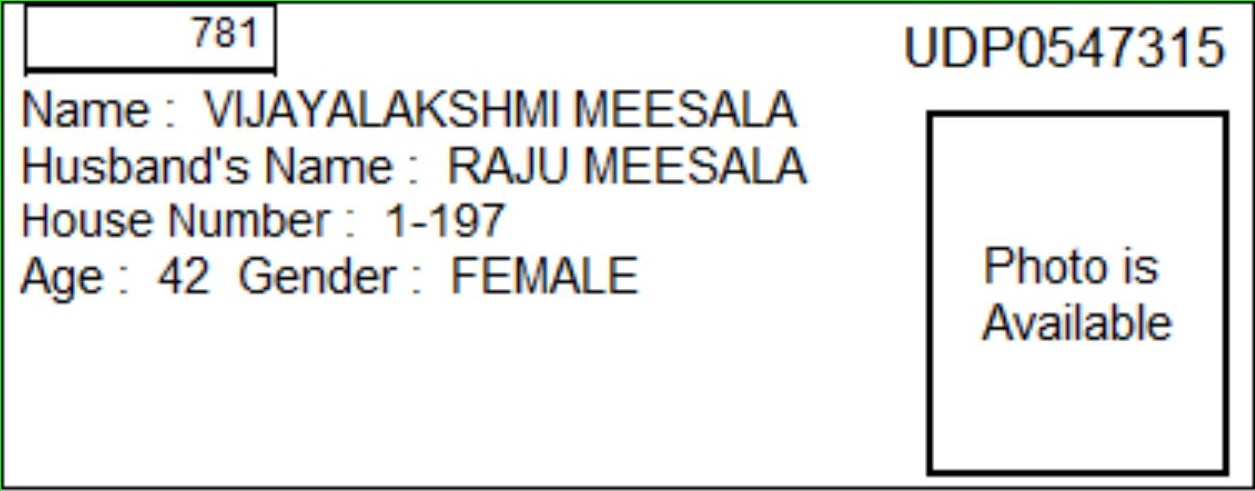 781
UDP0547315
Name : VIJAYALAKSHMI MEESALA
Husband's Name : RAJU MEESALA
House Number : 1-197
Age : 42 Gender : FEMALE
Photo is
Available